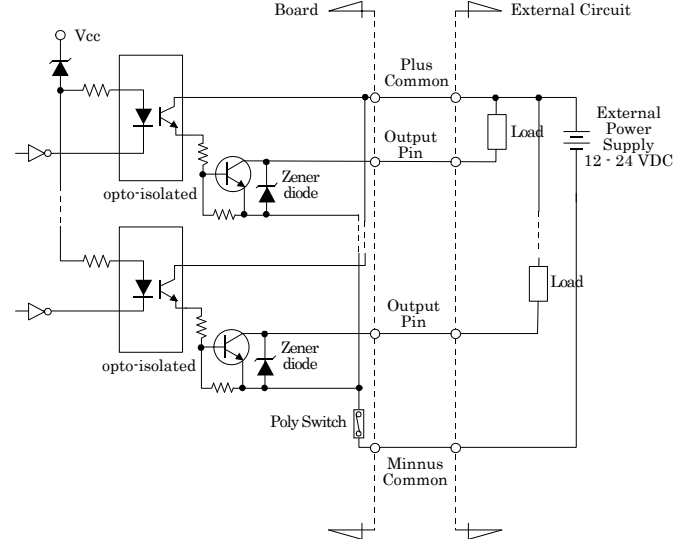 Board
External Circuit
Vcc
Plus
Common
Output
Pin
Load
External
Power
Supply
12 - 24 VDC
Zener
diode
opto-isolated
Load
Output
Pin
Zener
diode
opto-isolated
Poly Switch
Minnus
Common